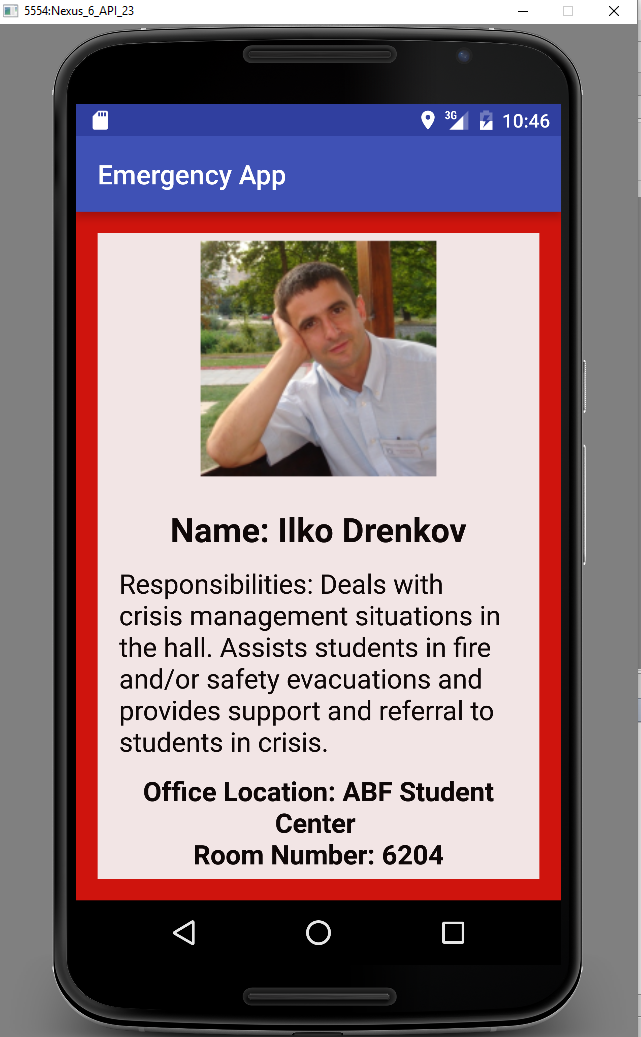 5554:Nexus_6_API_23
3G 10:46
Emergency App
Name: Ilko Drenkov
Responsibilities: Deals with
crisis management situations in
the hall. Assists students in fire
and/or safety evacuations and
provides support and referral to
students in crisis.
Office Location: ABF Student
Center
Room Number: 6204